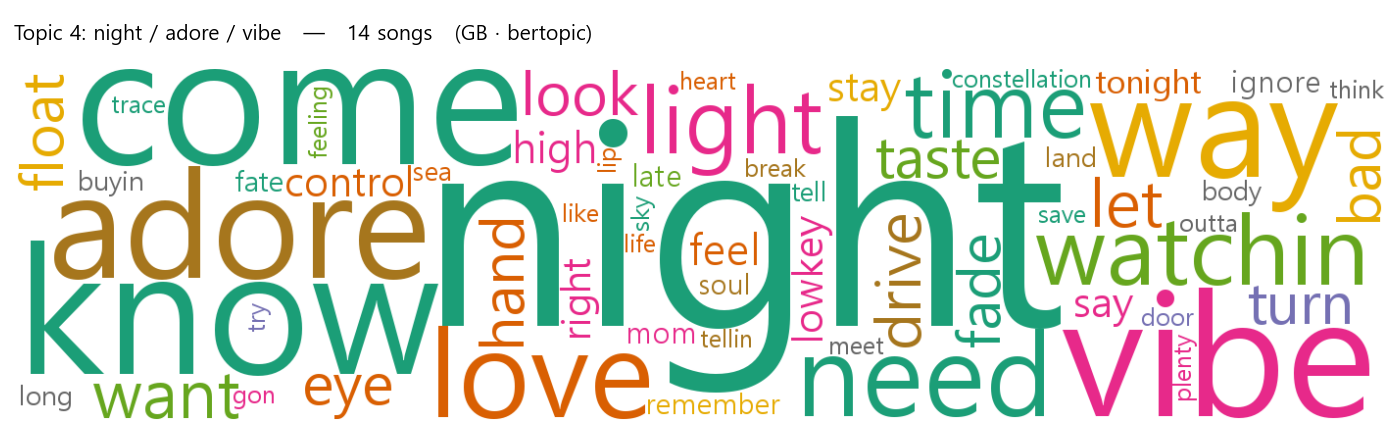 Topic 4: night / adore / vibe — 14 songs (GB · bertopic)
float
come
trace
feeling
look
light
heart
stay
time
constellation
tonight
way
ignore
think
bad
high
lip
buyin
fate
control
sea
late
break
tell
taste
land
body
let
outta
save
adore
night
like
sky
life
feel
soul
hand
right
lowkey
drive
fade
watchin
know
try
mom
tellin
meet
say
door
turn
plenty
vibe
long
want
gon
eye
love
remember
need